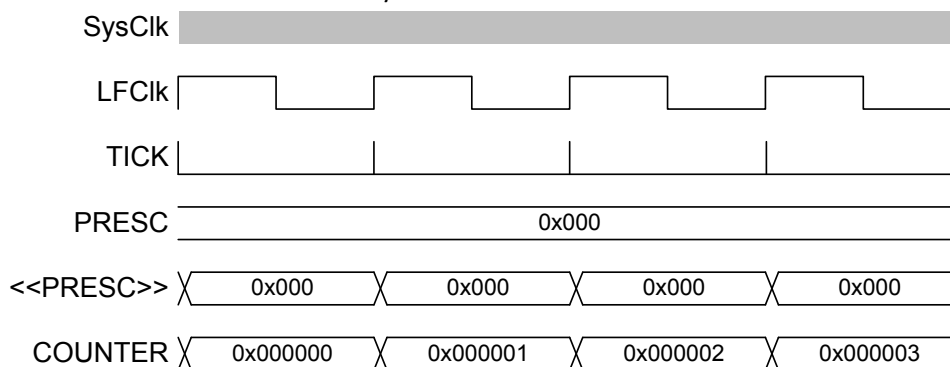 SysClk
LFClk
TICK
PRESC 0x000
<<PRESC>> 0x000 0x000 0x000 0x000
COUNTER 0x000000 0x000001 0x000002 0x000003